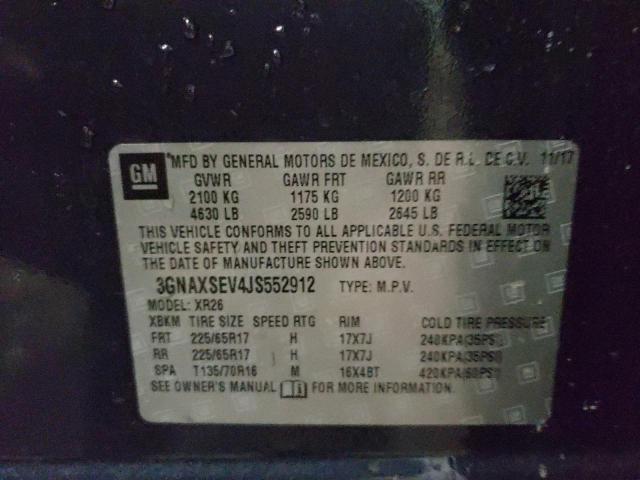 GM MFD BY GENERAL MOTORS DE MEXICO, S. DE R.L. DE C.V. 11/17
GVWR GAWR FRT GAWR RR
2100 KG 1175 KG 1200 KG
4630 LB 2590 LB 2645 LB
THIS VEHICLE CONFORMS TO ALL APPLICABLE U.S. FEDERAL MOTOR
VEHICLE SAFETY AND THEFT PREVENTION STANDARDS IN EFFECT ON
THE DATE OF MANUFACTURE SHOWN ABOVE.
3GNAXSEV4JS552912 TYPE: M.P.V.
MODEL: XR26
XBKM TIRE SIZE SPEED RTG RIM COLD TIRE PRESSURE
FRT 225/65R17 H 17X7J 240KPA(35PSI)
RR 225/65R17 H 17X7J 240KPA(35PSI)
SPA T135/70R16 M 16X4BT 420KPA(60PSI)
SEE OWNER'S MANUAL FOR MORE INFORMATION.